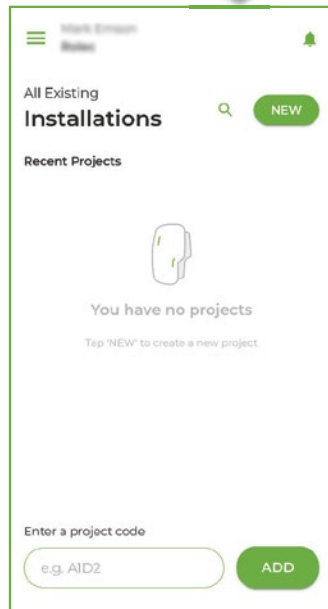 All Existing
Installations
NEW
Recent Projects
You have no projects
Tap 'NEW' to create a new project
Enter a project code
e.g. A1D2
ADD